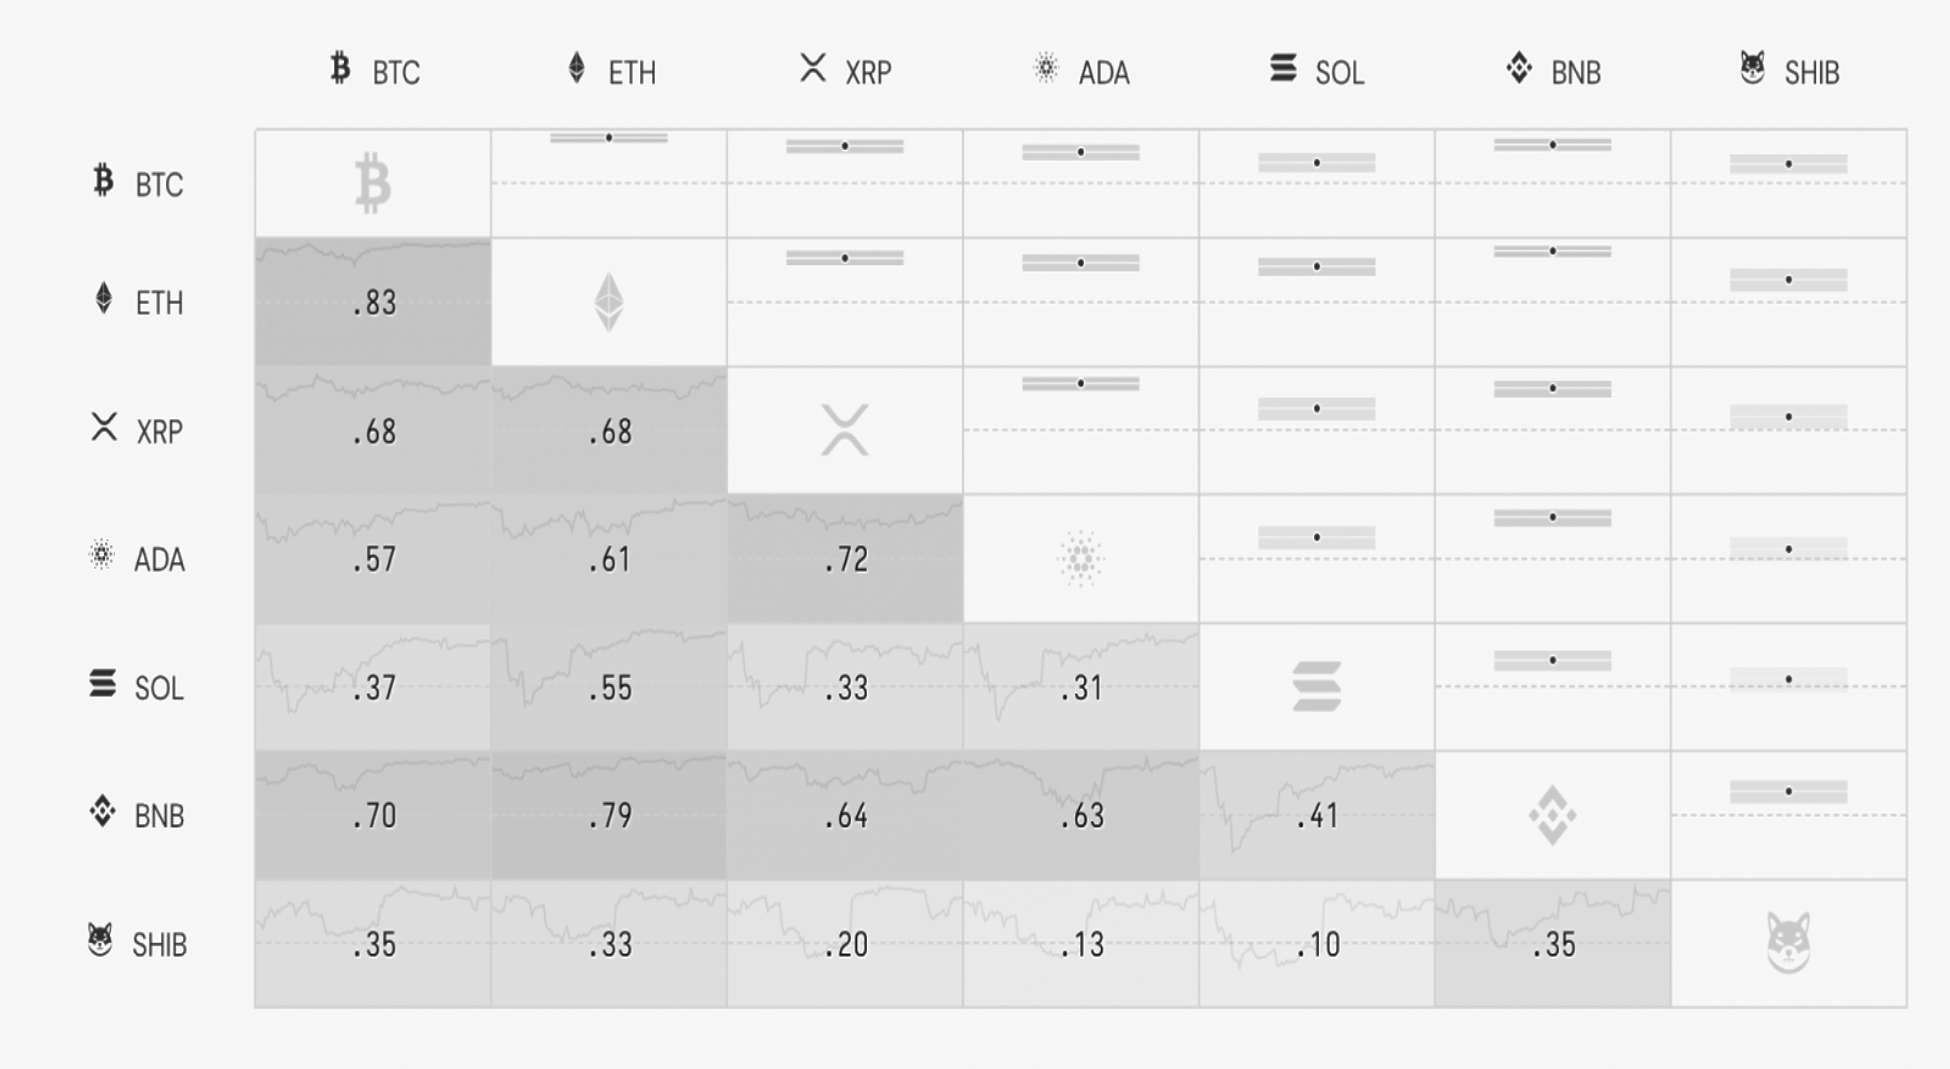 BTC ETH XRP ADA SOL BNB SHIB
BTC
ETH .83
XRP .68 .68
ADA .57 .61 .72
SOL .37 .55 .33 .31
BNB .70 .79 .64 .63 .41
SHIB .35 .33 .20 .13 .10 .35